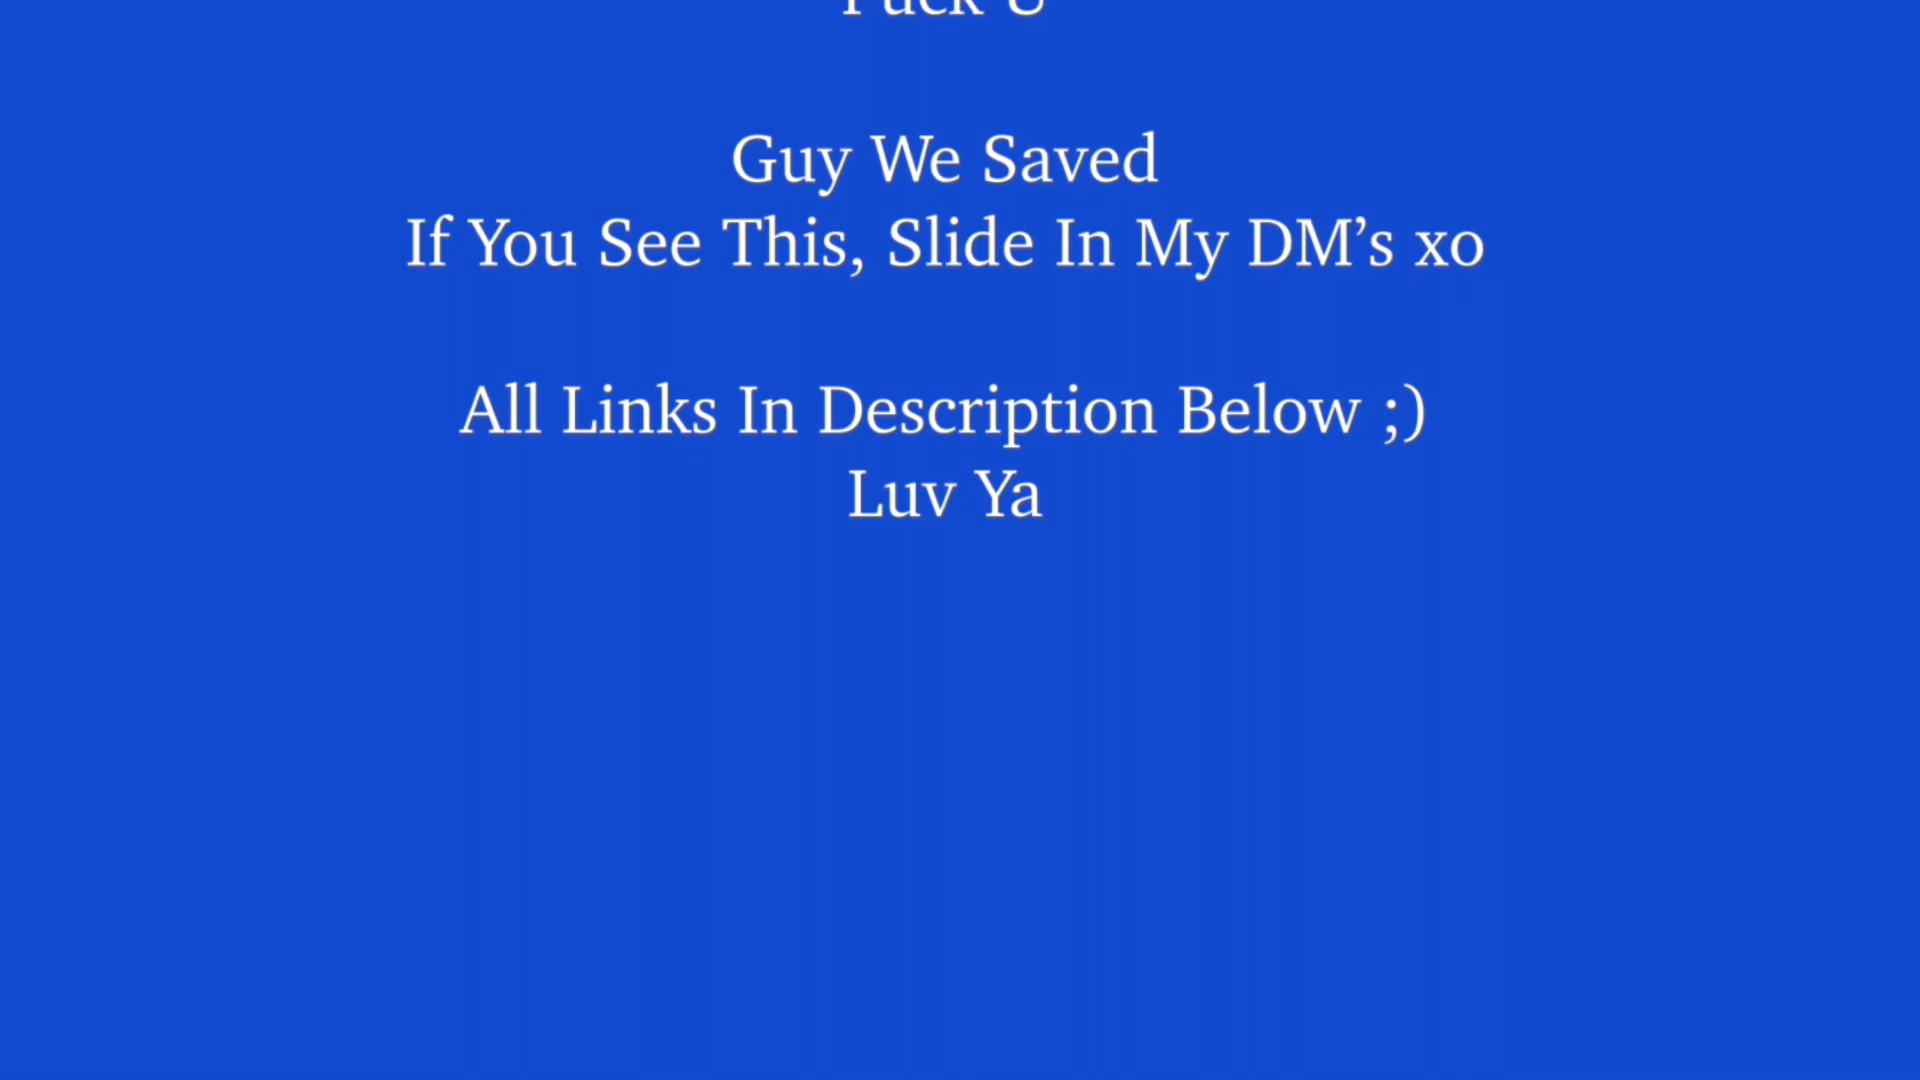 Guy We Saved
If You See This, Slide In My DM’s xo
All Links In Description Below ;)
Luv Ya